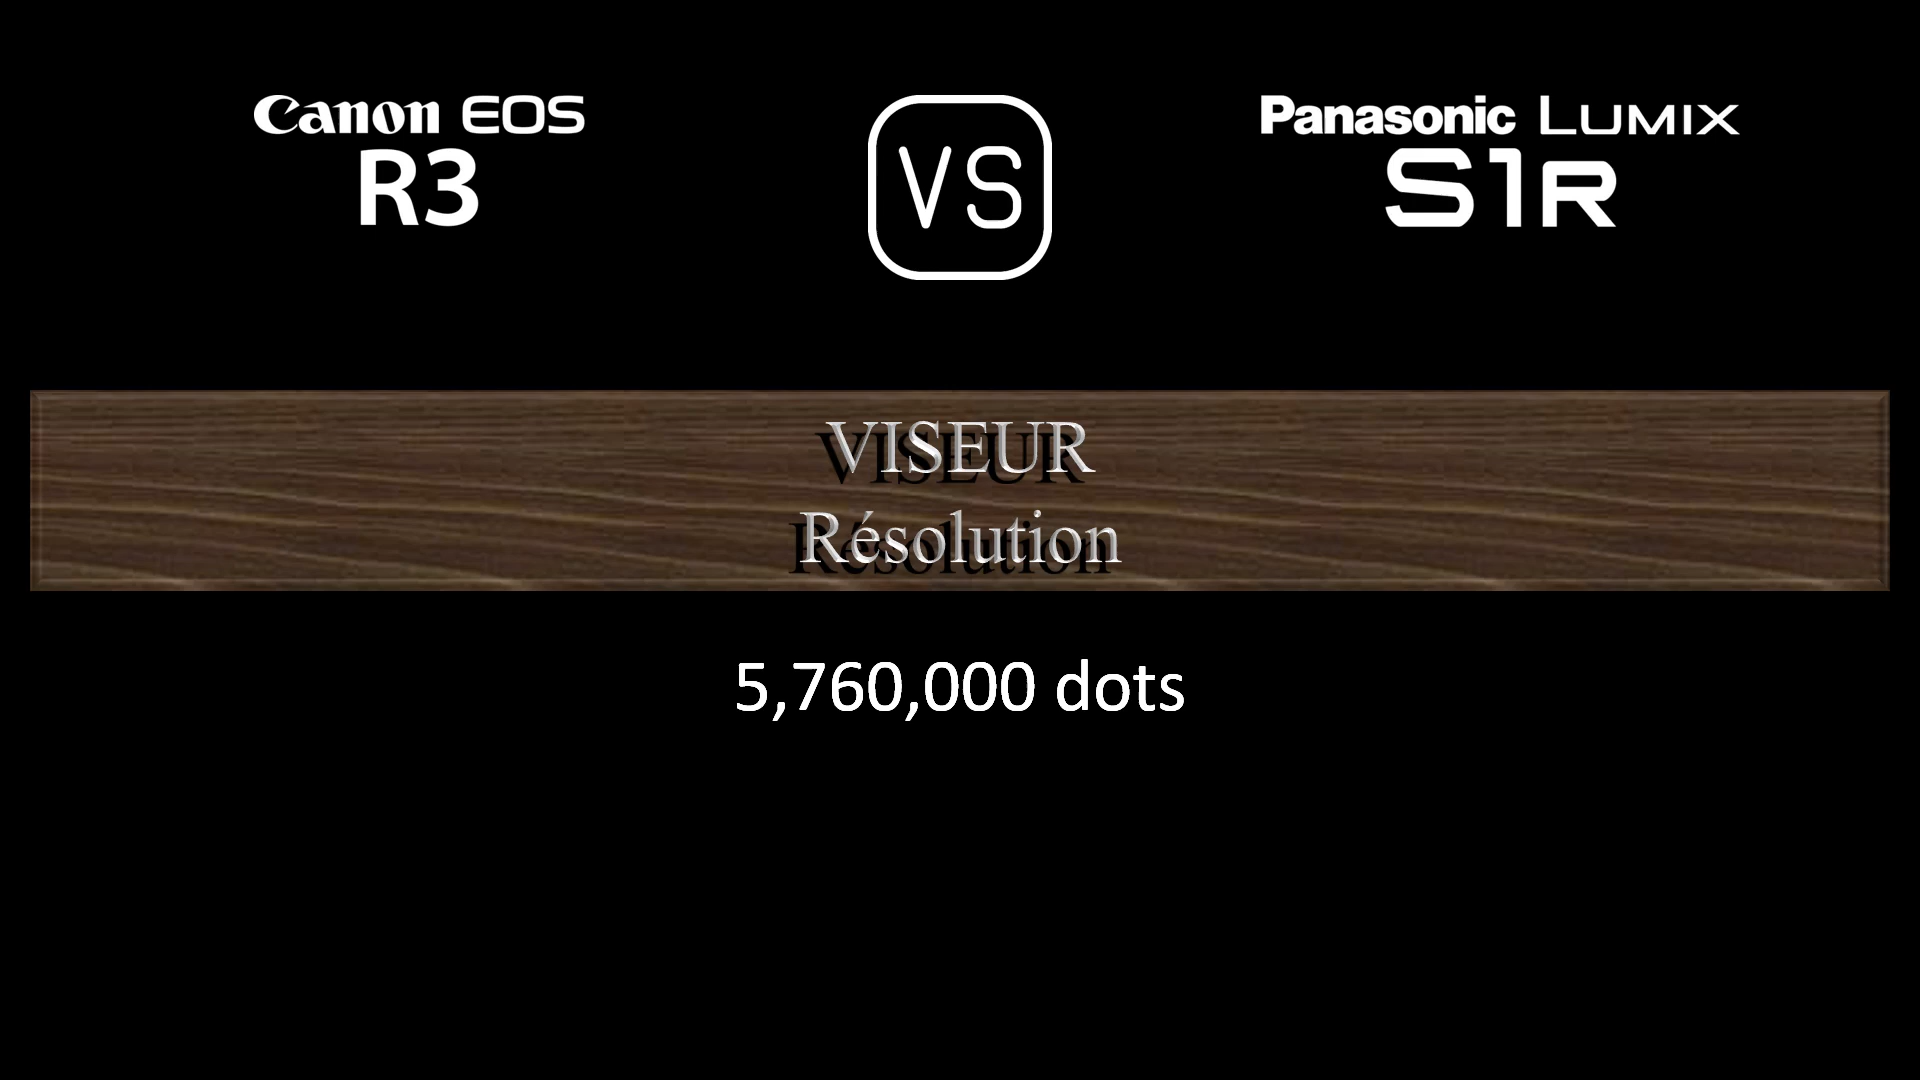 Canon EOS
R3
VS
Panasonic LUMIX
S1R
VISEUR
Résolution
5,760,000 dots